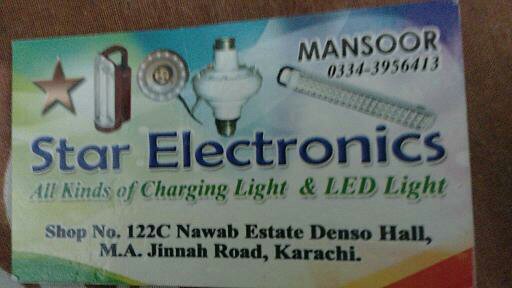 MANSOOR
0334-3956413
Star Electronics
All Kinds of Charging Light & LED Light
Shop No. 122C Nawab Estate Denso Hall,
M.A. Jinnah Road, Karachi.